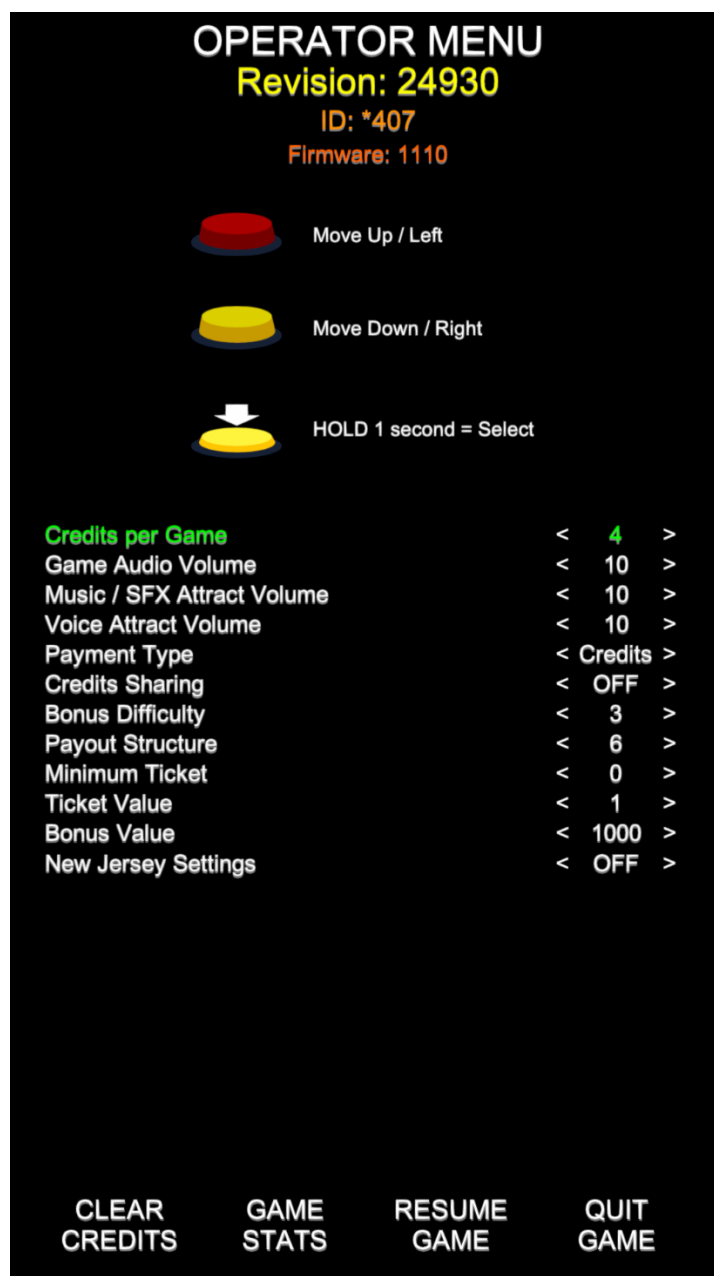 OPERATOR MENU
Revision: 24930
ID: *407
Firmware: 1110
Move Up / Left
Move Down / Right
HOLD 1 second = Select
Credits per Game < 4 >
Game Audio Volume < 10 >
Music / SFX Attract Volume < 10 >
Voice Attract Volume < 10 >
Payment Type < Credits >
Credits Sharing < OFF >
Bonus Difficulty < 3 >
Payout Structure < 6 >
Minimum Ticket < 0 >
Ticket Value < 1 >
Bonus Value < 1000 >
New Jersey Settings < OFF >
CLEAR CREDITS
GAME STATS
RESUME GAME
QUIT GAME